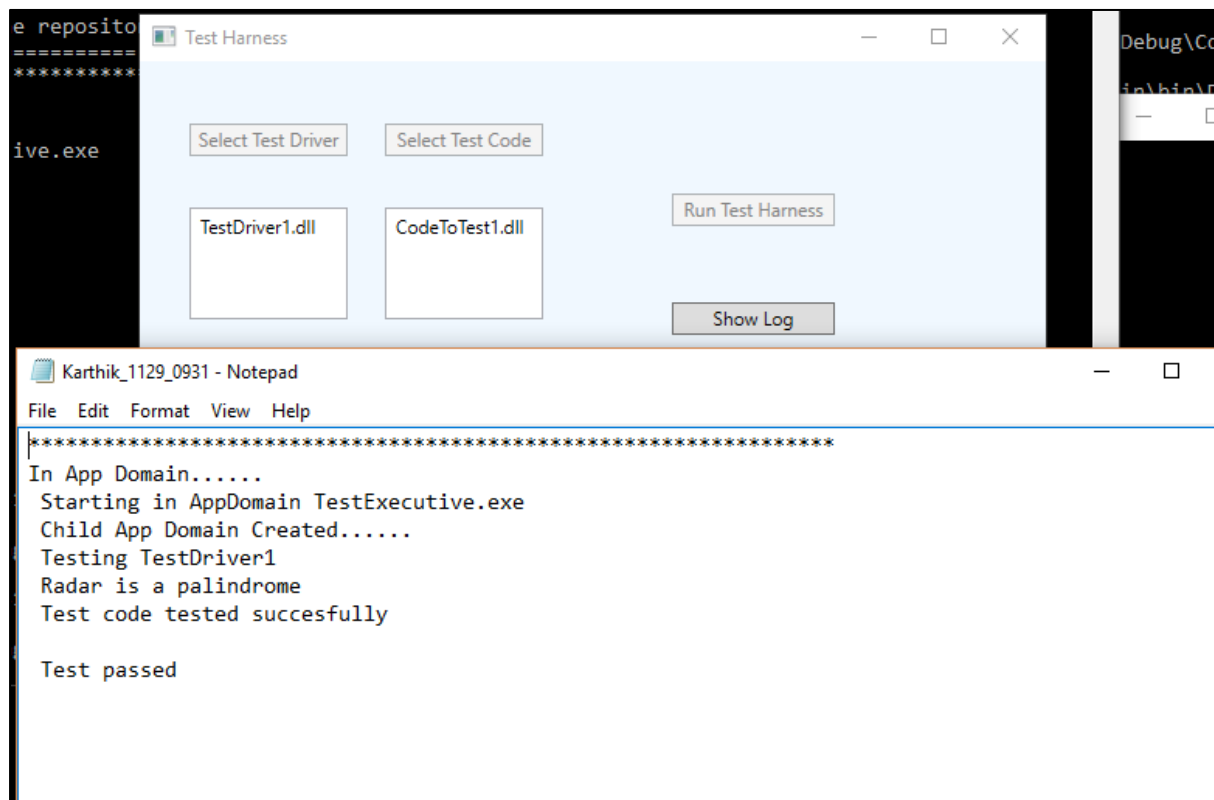 e reposito
==========
**********
ive.exe
Test Harness
Select Test Driver
Select Test Code
TestDriver1.dll
CodeToTest1.dll
Run Test Harness
Show Log
Debug\Co
in\bin\D
Karthik_1129_0931 - Notepad
File Edit Format View Help
*****************************************************************
In App Domain......
Starting in AppDomain TestExecutive.exe
Child App Domain Created......
Testing TestDriver1
Radar is a palindrome
Test code tested succesfully
Test passed